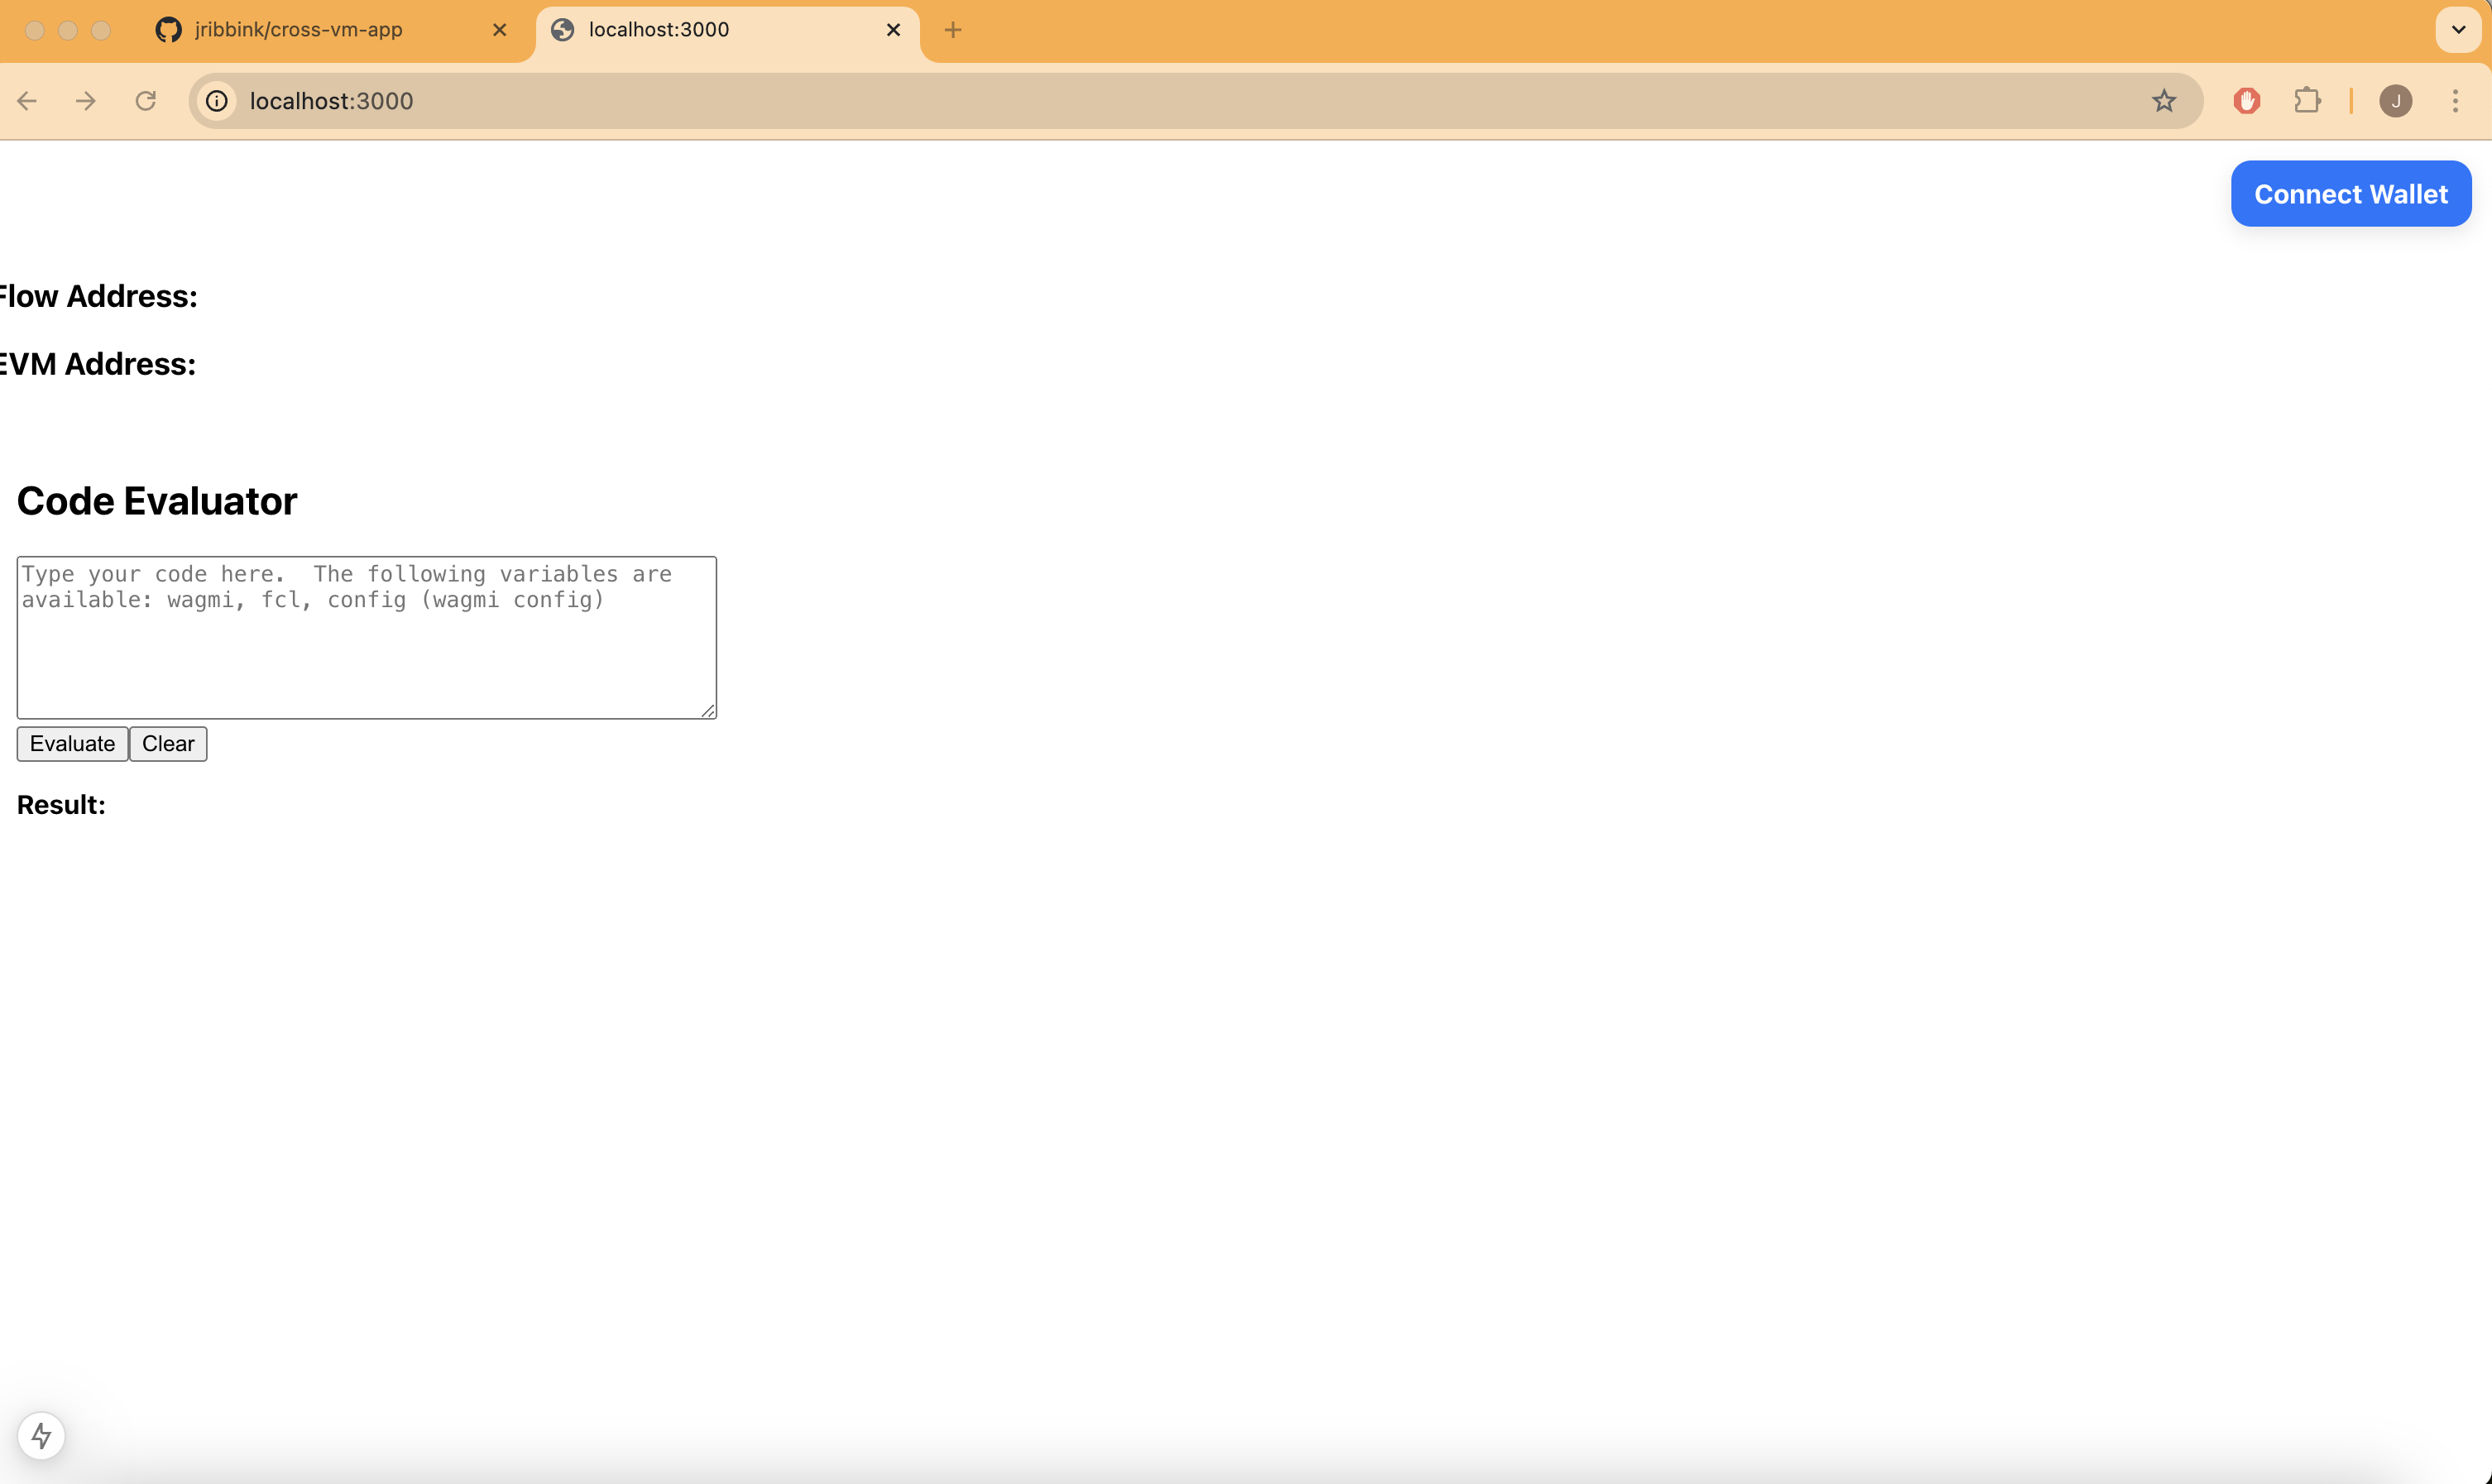 jribbink/cross-vm-app
localhost:3000
localhost:3000
J
Connect Wallet
Flow Address:
EVM Address:
Code Evaluator
Type your code here.  The following variables are
available: wagmi, fcl, config (wagmi config)
Evaluate Clear
Result: